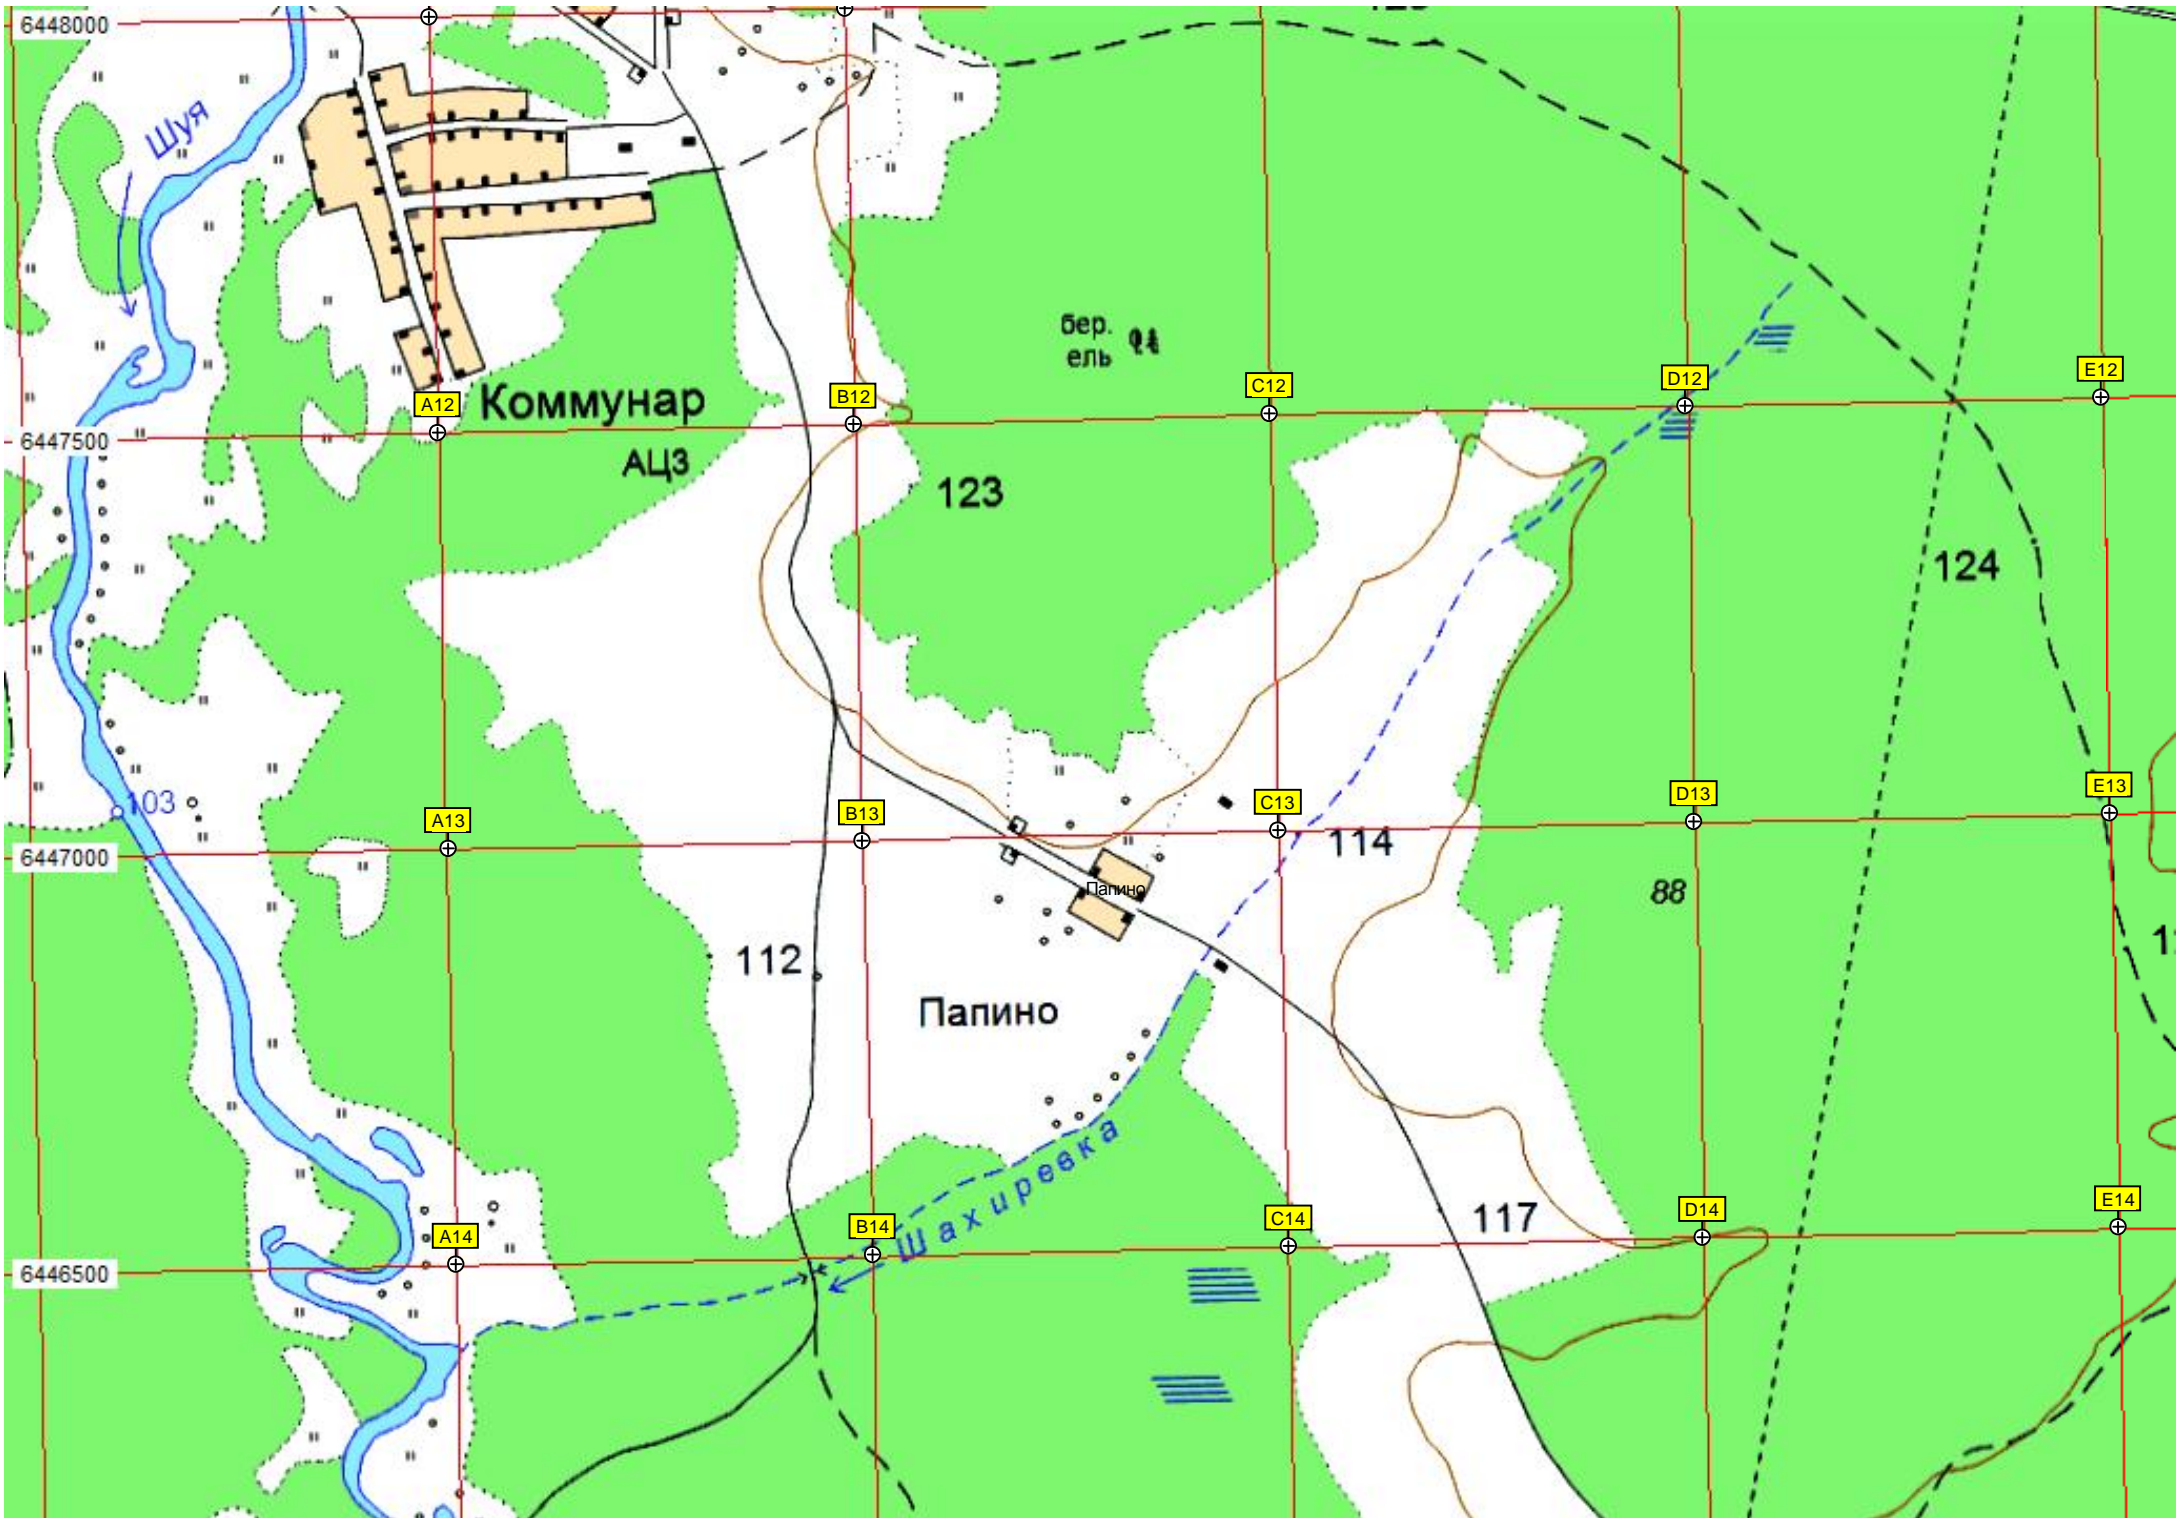 6448000
Шуя
бер.
ель
A12
Коммунар
B12
C12
D12
E12
6447500
АЦЗ
123
124
103
A13
B13
C13
D13
E13
6447000
114
Папино
88
112
Папино
Шахиревка
117
A14
B14
C14
D14
E14
6446500